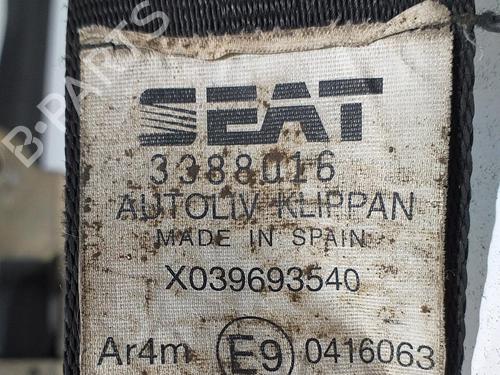 SEAT
3388016
AUTOLIV KLIPPAN
MADE IN SPAIN
X039693540
Ar4m E9 0416063
B-PARTS